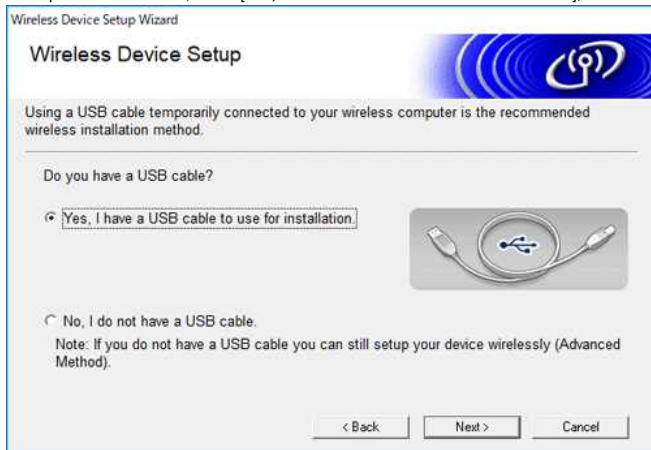 Wireless Device Setup Wizard
Wireless Device Setup
Using a USB cable temporarily connected to your wireless computer is the recommended
wireless installation method.
Do you have a USB cable?
Yes, I have a USB cable to use for installation.
No, I do not have a USB cable.
Note: If you do not have a USB cable you can still setup your device wirelessly (Advanced
Method).
< Back
Next >
Cancel